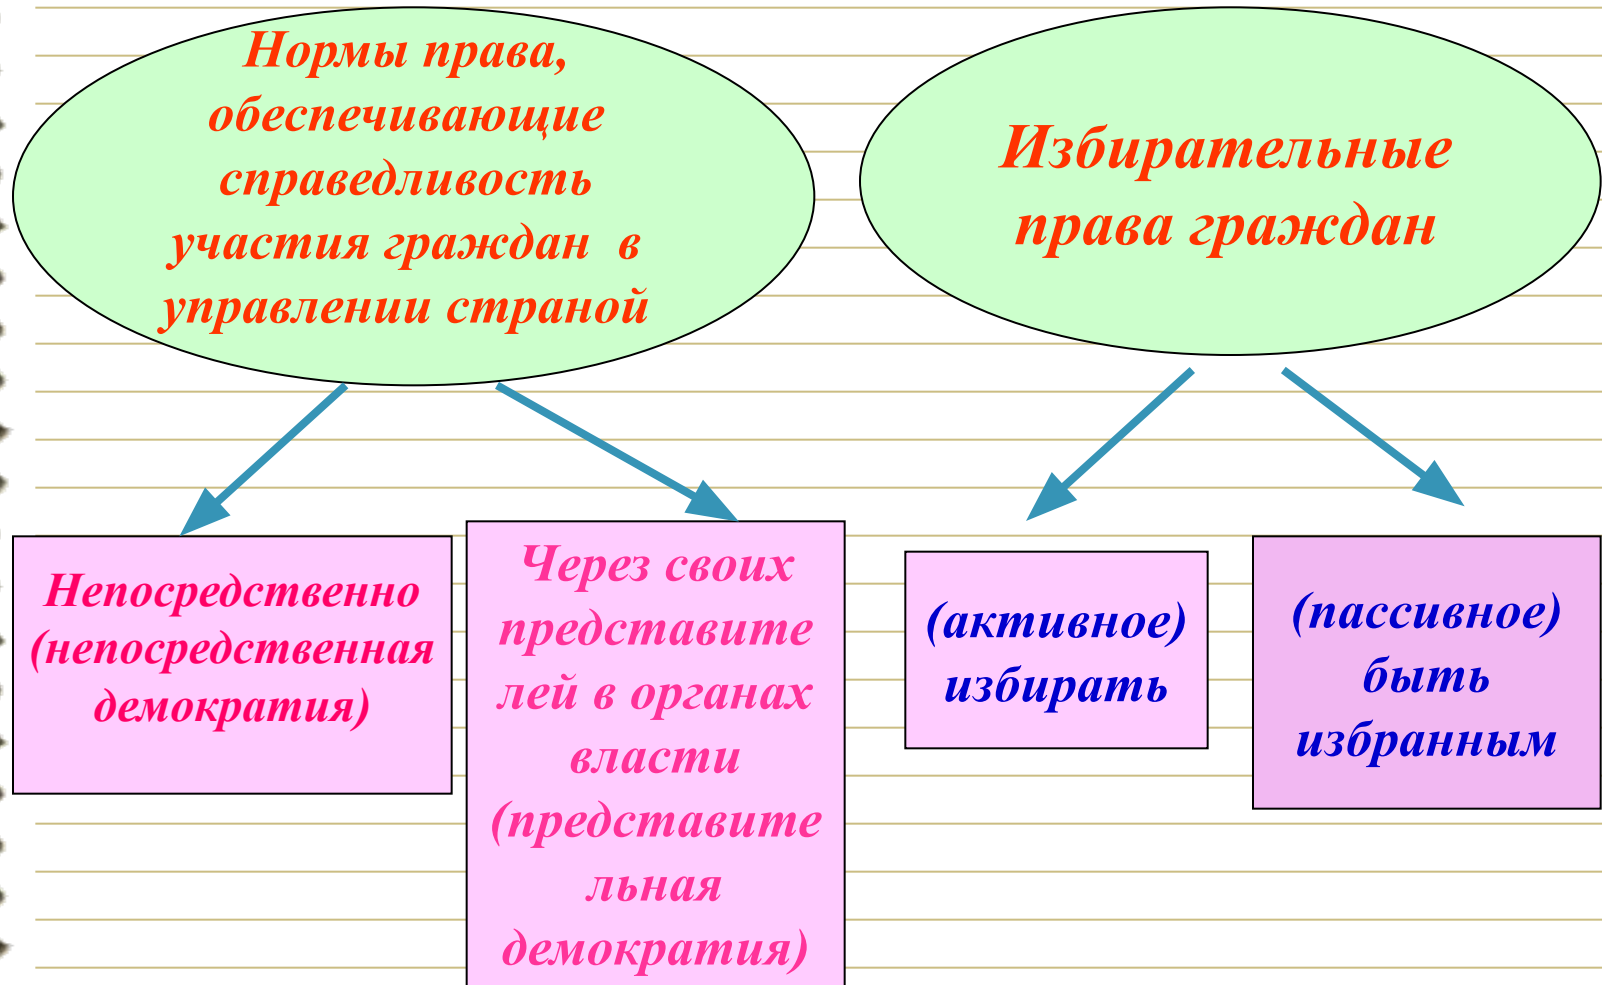 Нормы права,
обеспечивающие
справедливость
участия граждан в
управлении страной
Избирательные
права граждан
Непосредственно
(непосредственная
демократия)
Через своих
представите
лей в органах
власти
(представите
льная
демократия)
(активное)
избирать
(пассивное)
быть
избранным